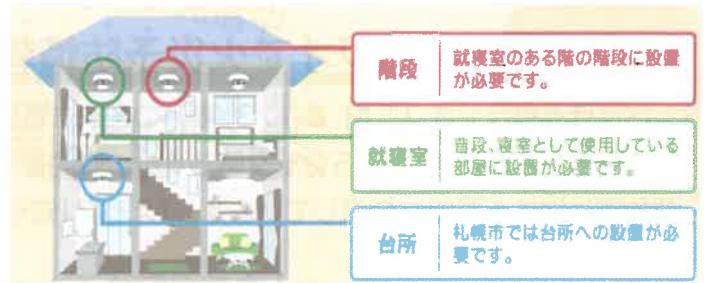 階段
就寝室のある階の階段に設置
が必要です。
就寝室
普段、寝室として使用している
部屋に設置が必要です。
台所
札幌市では台所への設置が必
要です。